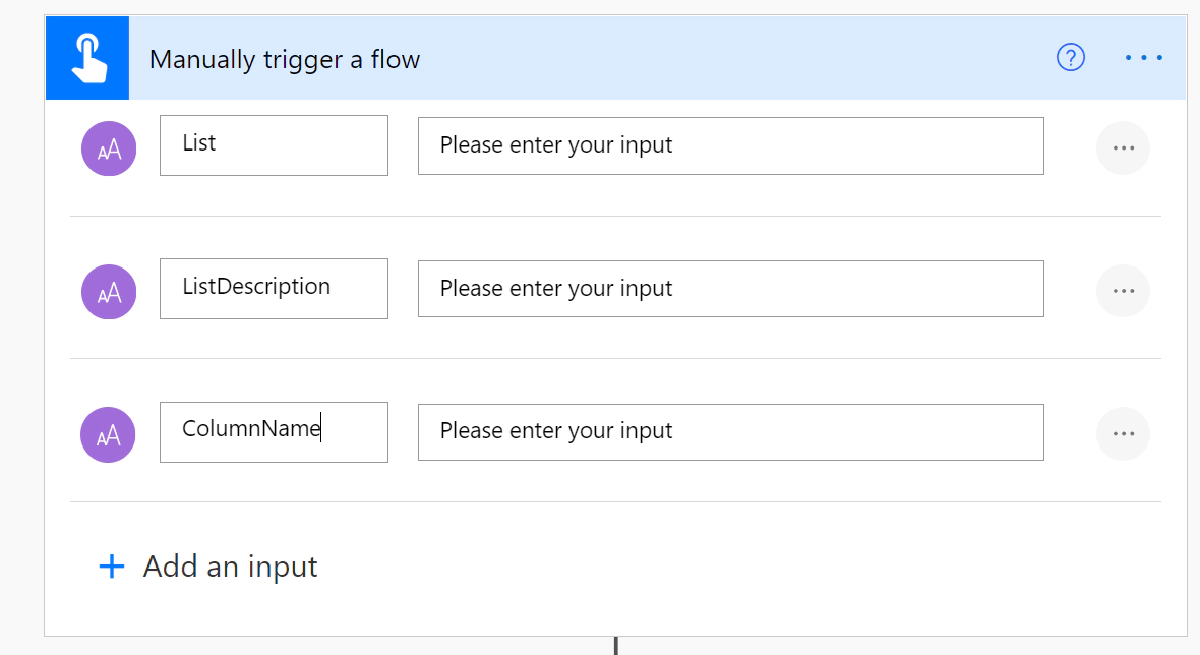 Manually trigger a flow
?
AA
List
Please enter your input
AA
ListDescription
Please enter your input
AA
ColumnName
Please enter your input
+ Add an input